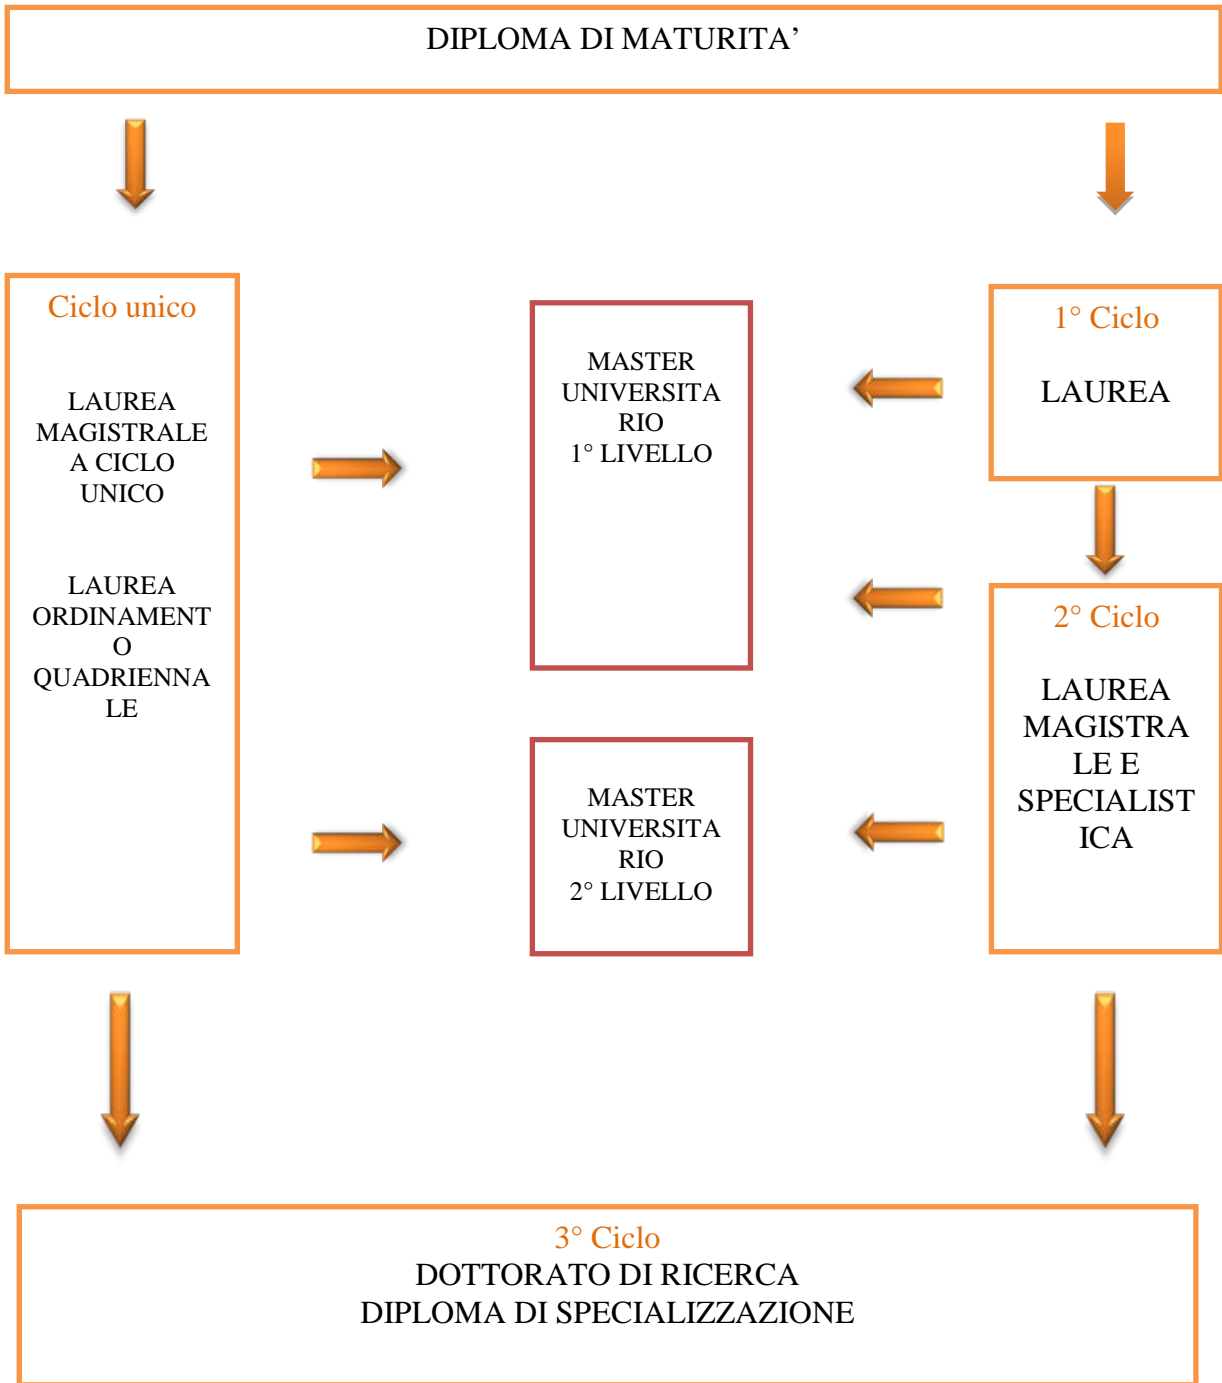 DIPLOMA DI MATURITA’
Ciclo unico
LAUREA
MAGISTRALE
A CICLO
UNICO
LAUREA
ORDINAMENT
O
QUADRIENNA
LE
MASTER
UNIVERSITA
RIO
1° LIVELLO
MASTER
UNIVERSITA
RIO
2° LIVELLO
1° Ciclo
LAUREA
2° Ciclo
LAUREA
MAGISTRA
LE E
SPECIALIST
ICA
3° Ciclo
DOTTORATO DI RICERCA
DIPLOMA DI SPECIALIZZAZIONE